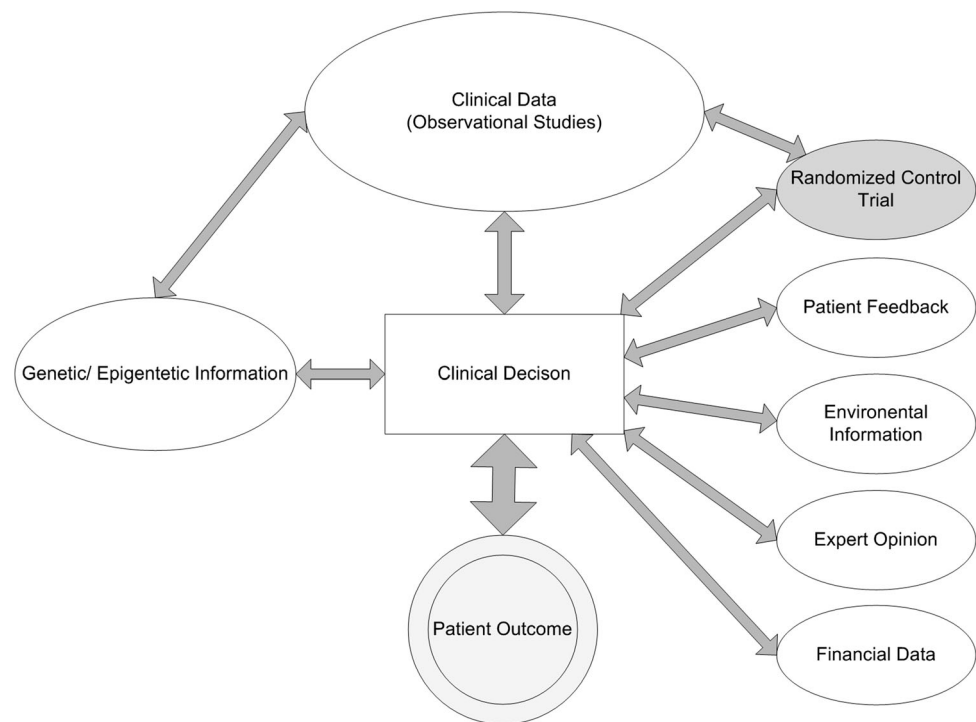 Clinical Data
(Observational Studies)
Randomized Control
Trial
Patient Feedback
Genetic/ Epigentetic Information
Clinical Decison
Environental
Information
Expert Opinion
Patient Outcome
Financial Data